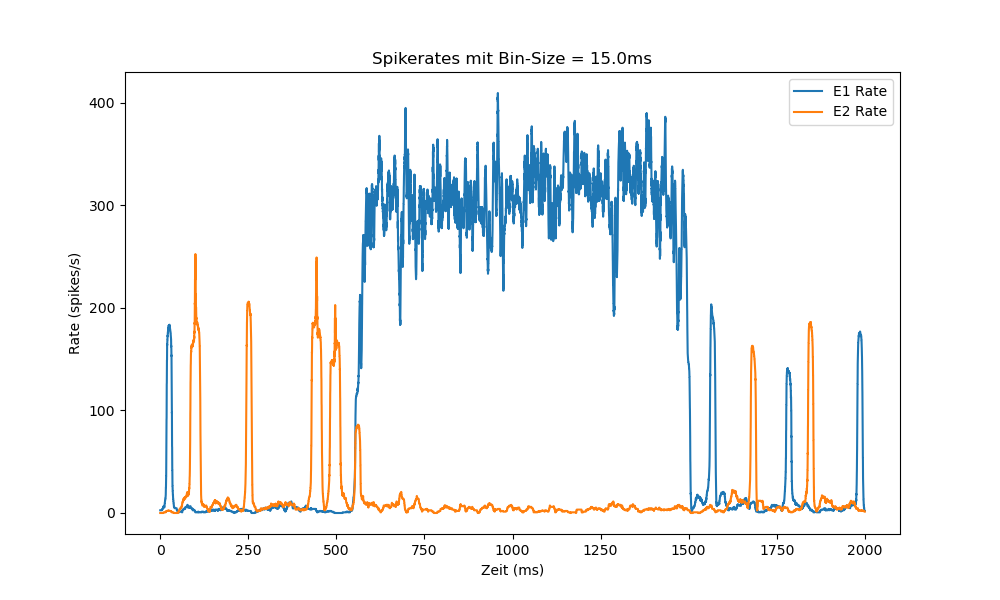 Spikerates mit Bin-Size = 15.0ms
E1 Rate
E2 Rate
400
300
200
100
0
Rate (spikes/s)
0 250 500 750 1000 1250 1500 1750 2000
Zeit (ms)